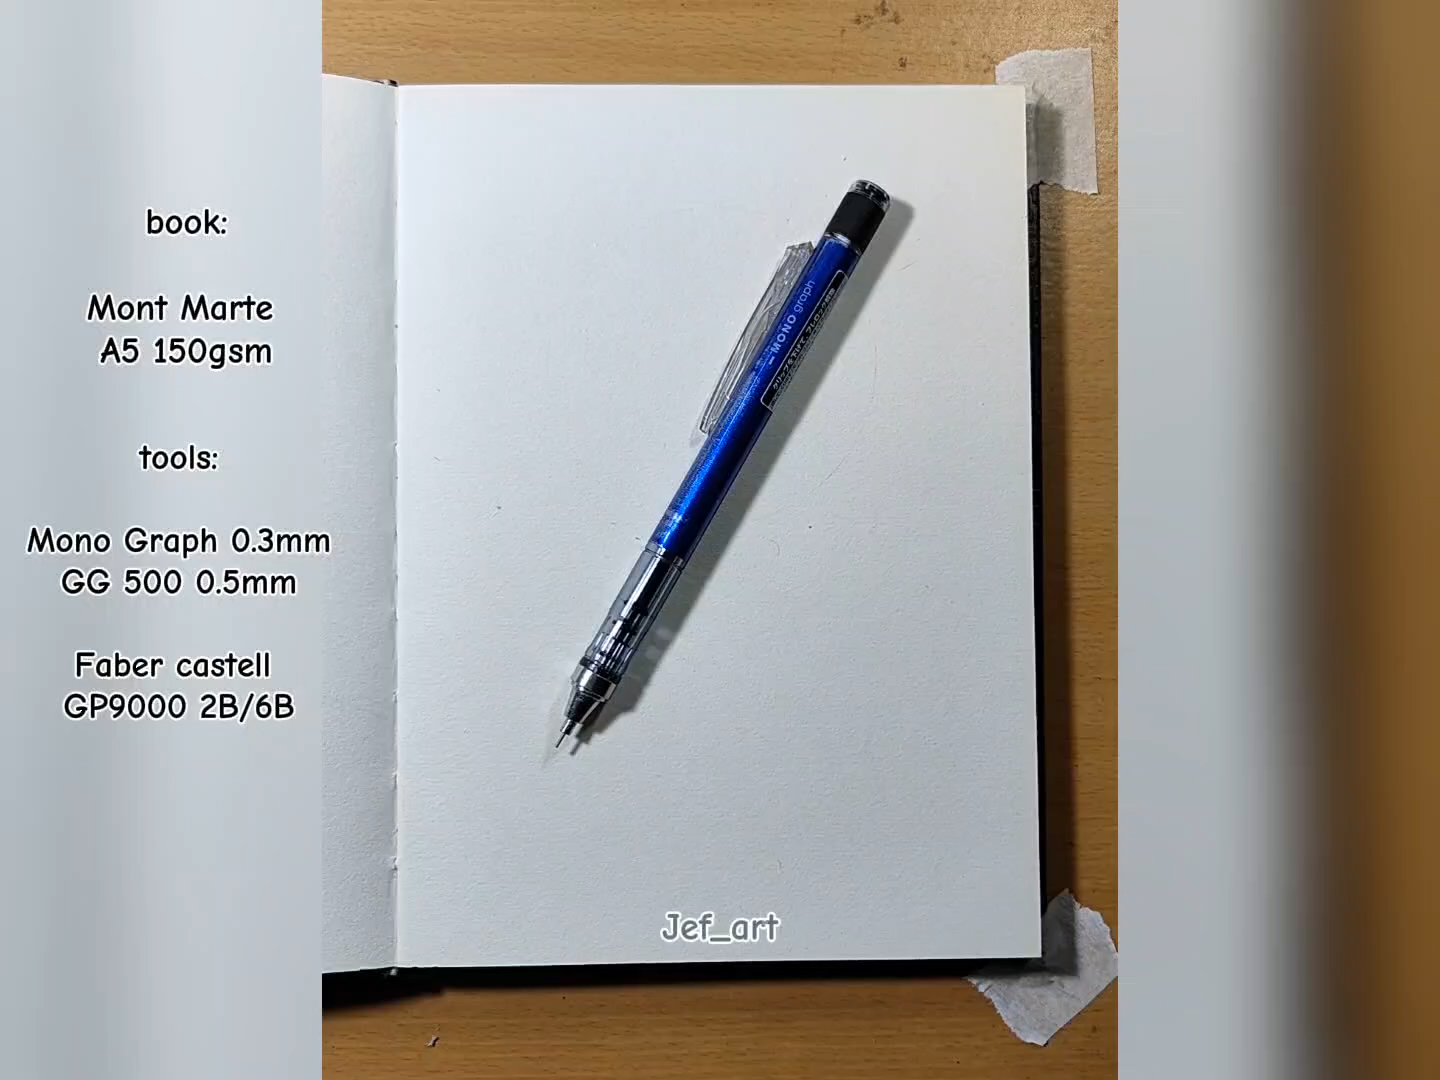 book:
Mont Marte
A5 150gsm
tools:
Mono Graph 0.3mm
GG 500 0.5mm
Faber castell
GP9000 2B/6B
MONO graph
Jef_art